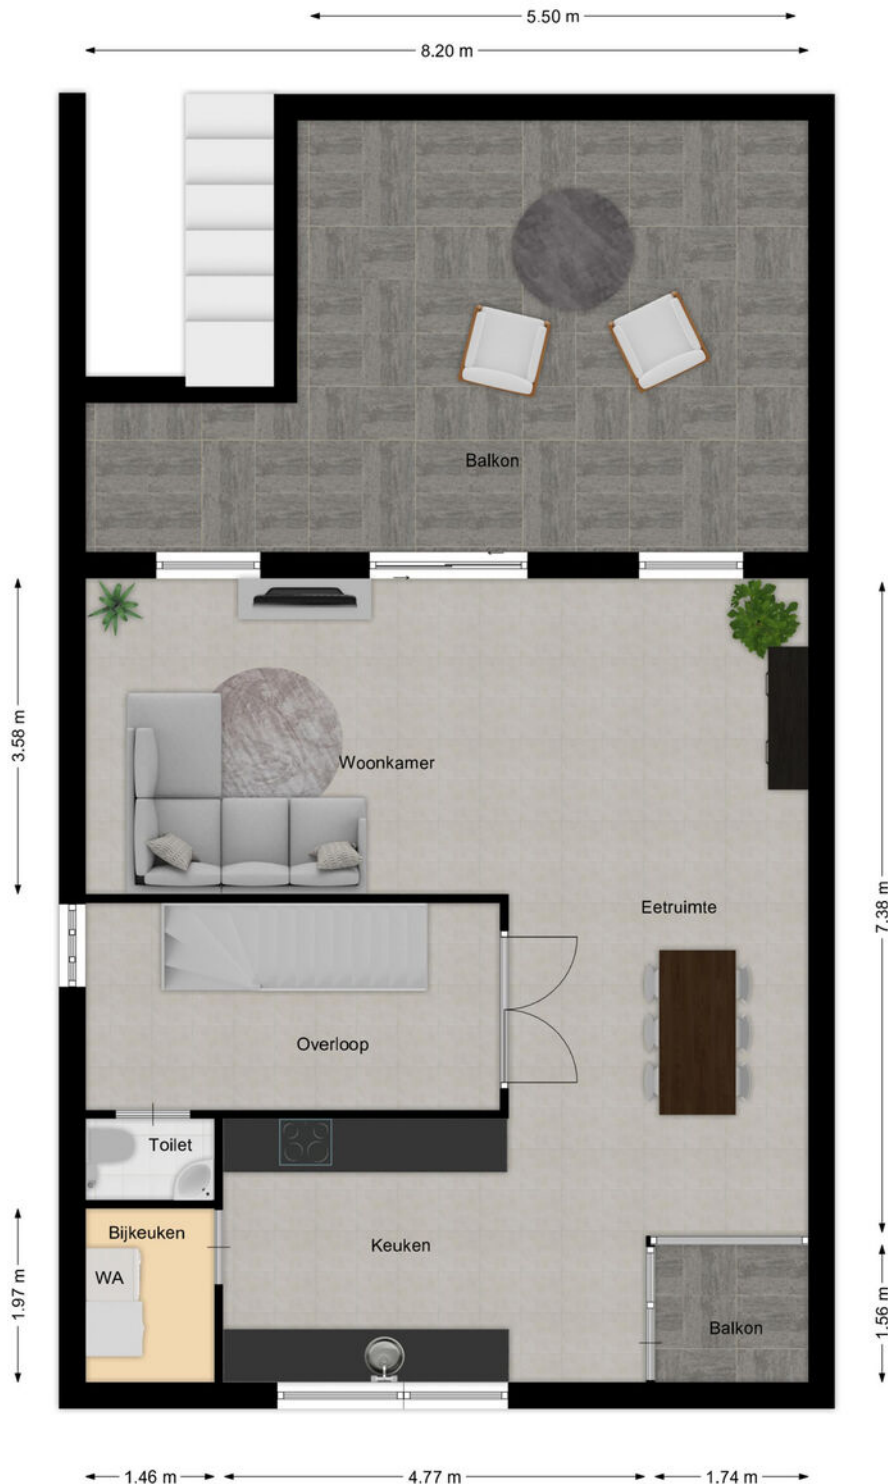 5.50 m
8.20 m
Balkon
3.58 m
Woonkamer
7.38 m
Eetruimte
Overloop
Toilet
Bijkeuken
Keuken
WA
1.97 m
1.56 m
Balkon
1.46 m
4.77 m
1.74 m